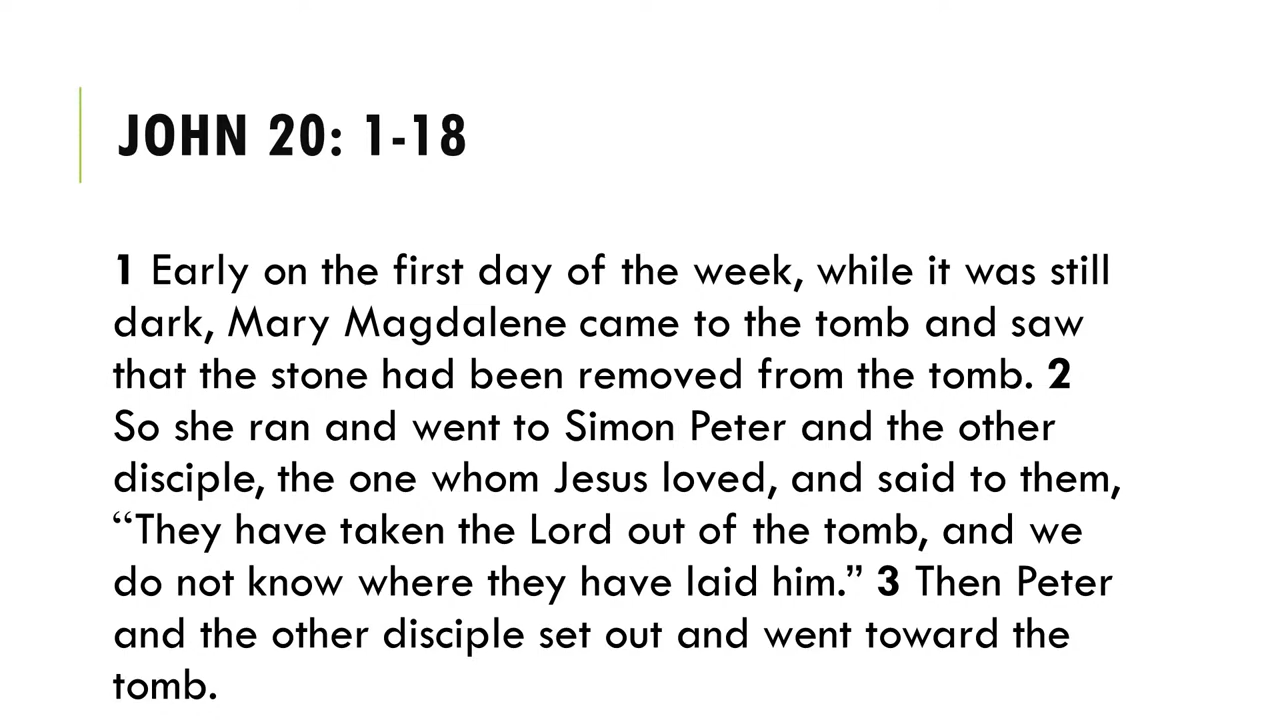 JOHN 20: 1-18
1 Early on the first day of the week, while it was still
dark, Mary Magdalene came to the tomb and saw
that the stone had been removed from the tomb. 2
So she ran and went to Simon Peter and the other
disciple, the one whom Jesus loved, and said to them,
“They have taken the Lord out of the tomb, and we
do not know where they have laid him.” 3 Then Peter
and the other disciple set out and went toward the
tomb.